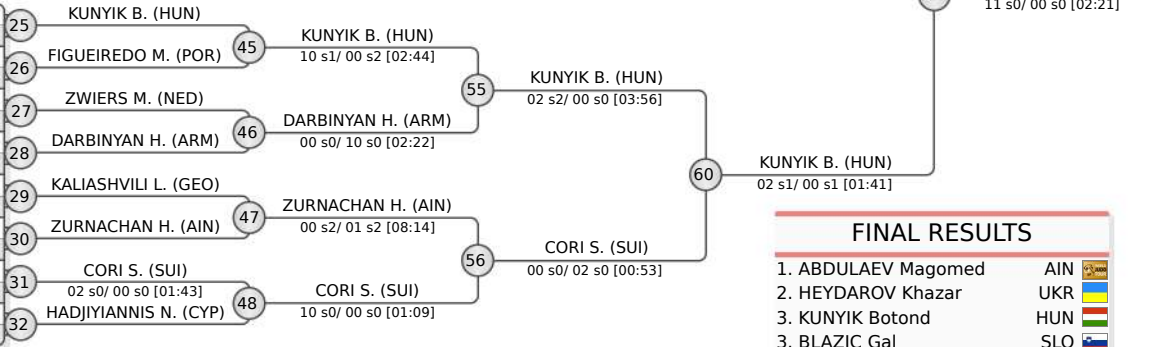 11 s0/ 00 s0 [02:21]
25
KUNYIK B. (HUN)
26
FIGUEIREDO M. (POR)
45
KUNYIK B. (HUN)
10 s1/ 00 s2 [02:44]
27
ZWIERS M. (NED)
28
DARBINYAN H. (ARM)
46
DARBINYAN H. (ARM)
00 s0/ 10 s0 [02:22]
55
KUNYIK B. (HUN)
02 s2/ 00 s0 [03:56]
29
KALIASHVILI L. (GEO)
30
ZURNACHAN H. (AIN)
47
ZURNACHAN H. (AIN)
00 s2/ 01 s2 [08:14]
31
CORI S. (SUI)
02 s0/ 00 s0 [01:43]
32
HADJIYIANNIS N. (CYP)
48
CORI S. (SUI)
10 s0/ 00 s0 [01:09]
56
CORI S. (SUI)
00 s0/ 02 s0 [00:53]
60
KUNYIK B. (HUN)
02 s1/ 00 s1 [01:41]
FINAL RESULTS
1. ABDULAEV Magomed AIN
2. HEYDAROV Khazar UKR
3. KUNYIK Botond HUN
3. BLAZIC Gal SLO